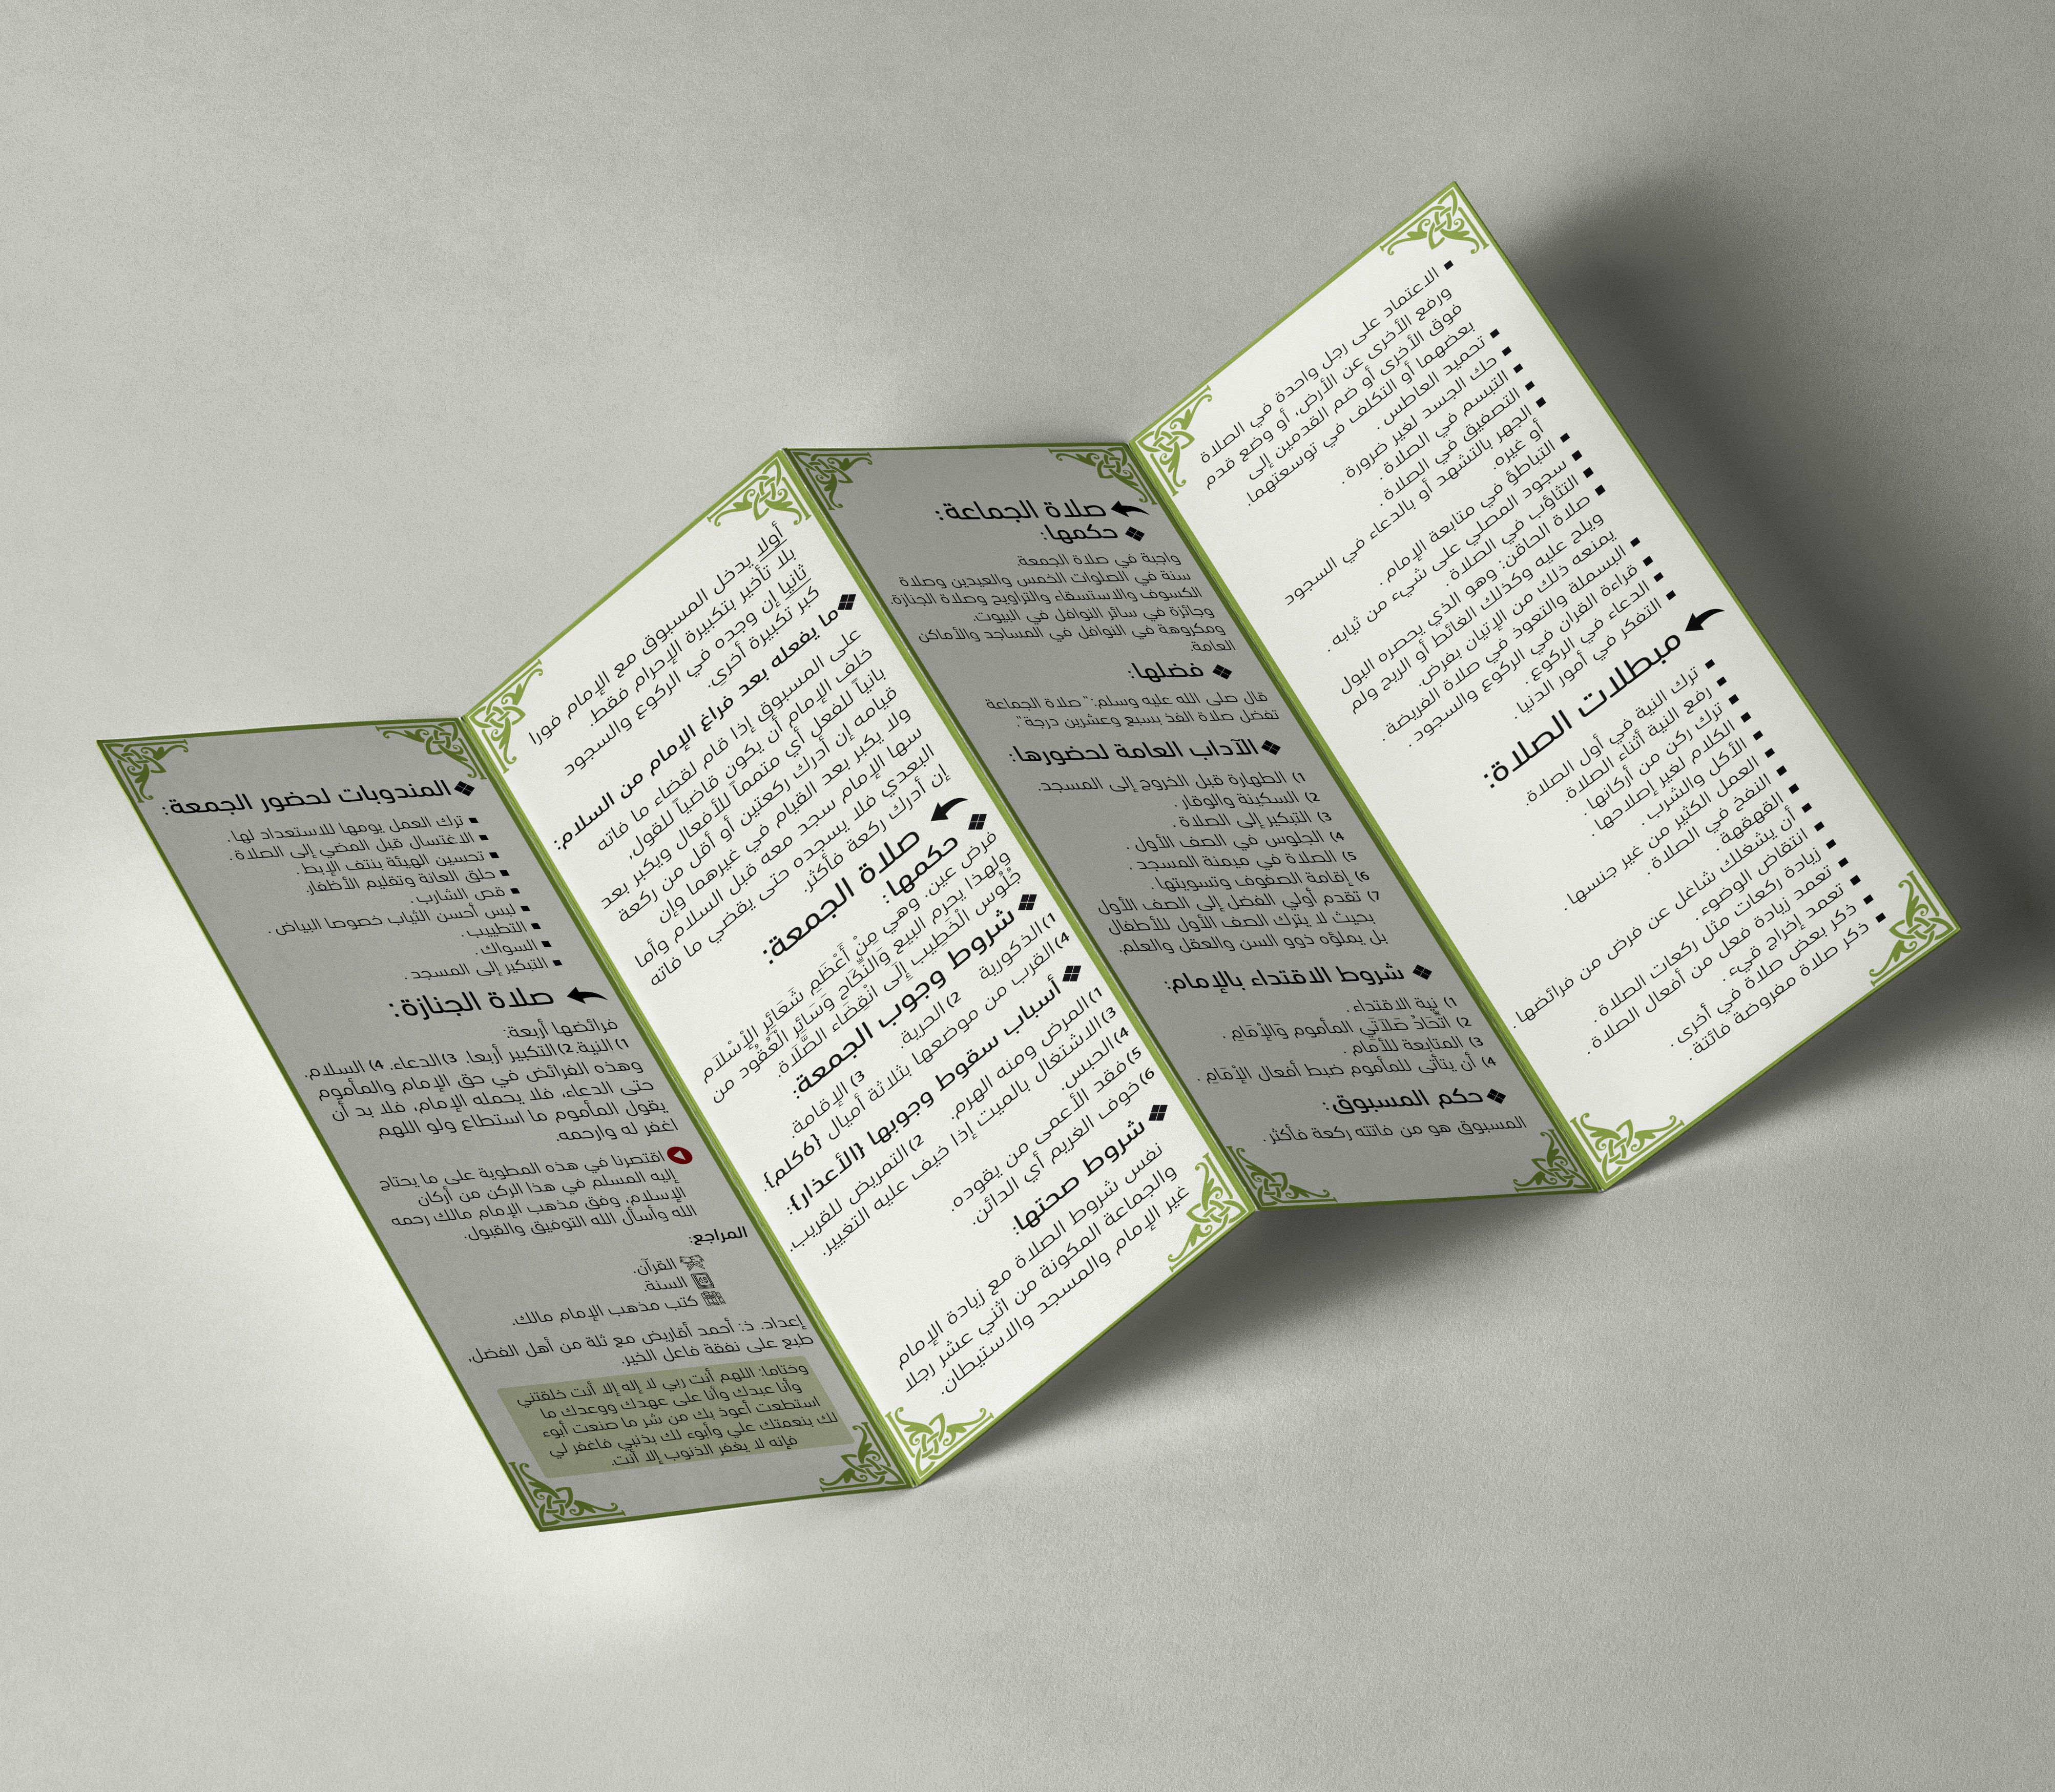 الاعتماد على رجل واحدة في الصلاة
ورفع الأخرى عن الأرض، أو وضع قدم
فوق الأخرى أو ضم القدمين إلى
بعضهما أو التكلف في توسعتهما.
تحميد العاطس.
حك الجسد لغير ضرورة.
التبسم في الصلاة.
التصفيق في الصلاة.
الجهر بالتشهد أو بالدعاء في السجود
أو غيره.
التباطؤ في متابعة الإمام.
سجود المصلي على شيء من ثيابه.
التثاؤب في الصلاة.
صلاة الحاقن: وهو الذي يحصره البول
ويلح عليه وكذلك الغائط أو الريح ولم
يمنعه ذلك من الإتيان بفرض.
البسملة والتعوذ في صلاة الفريضة.
قراءة القران في الركوع والسجود.
الدعاء في الركوع.
التفكر في أمور الدنيا.
مبطلات الصلاة:
ترك النية في أول الصلاة.
رفع النية أثناء الصلاة.
ترك ركن من أركانها.
الكلام لغير إصلاحها.
الأكل والشرب.
العمل الكثير من غير جنسها.
النفخ في الصلاة.
القهقهة.
أن يشغلك شاغل عن فرض من فرائضها.
انتقاض الوضوء.
زيادة ركعات مثل ركعات الصلاة.
تعمد زيادة فعل من أفعال الصلاة.
تعمد إخراج قيء.
ذكر بعض صلاة في أخرى.
ذكر صلاة مفروضة فائتة.
صلاة الجماعة:
حكمها:
واجبة في صلاة الجمعة.
سنة في الصلوات الخمس والعيدين وصلاة
الكسوف والاستسقاء والتراويح وصلاة الجنازة.
وجائزة في سائر النوافل في البيوت.
ومكروهة في النوافل في المساجد والأماكن
العامة.
فضلها:
قال صلى الله عليه وسلم:"صلاة الجماعة
تفضل صلاة الفذ بسبع وعشرين درجة".
الآداب العامة لحضورها:
1) الطهارة قبل الخروج إلى المسجد.
2) السكينة والوقار.
3) التبكير إلى الصلاة.
4) الجلوس في الصف الأول.
5) الصلاة في ميمنة المسجد.
6) إقامة الصفوف وتسويتها.
7) تقدم أولي الفضل إلى الصف الأول
بحيث لا يترك الصف الأول للأطفال
بل يملؤه ذوو السن والعقل والعلم.
شروط الاقتداء بالإمام:
1) نية الاقتداء.
2) اتِّحَادُ صَلاَتَي المأموم وَالإْمَامِ.
3) المتابعة للأمام.
4) أن يتأتى للمأموم ضبط أفعال الإْمَامِ.
حكم المسبوق:
المسبوق هو من فاتته ركعة فأكثر.
أولا يدخل المسبوق مع الإمام فورا
بلا تأخير بتكبيرة الإحرام فقط.
ثانيا إن وجده في الركوع والسجود
كبر تكبيرة أخرى.
ما يفعله بعد فراغ الإمام من السلام:
على المسبوق إذا قام لقضاء ما فاته
خلف الإمام أن يكون قاضياً للقول،
بانياً للفعل أي متمماً للأفعال ويكبر بعد
قيامه إن أدرك ركعتين أو أقل من ركعة
ولا يكبر بعد القيام في غيرهما وإن
سها الإمام سجد معه قبل السلام وأما
البعدي فلا يسجده حتى يقضي ما فاته
إن أدرك ركعة فأكثر.
صلاة الجمعة:
حكمها:
فرض عين. وهي مِنْ أَعْظَمِ شَعَائِرِ الإْسْلاَمِ
ولهذا يحرم البيع وَالنِّكَاحِ وَسَائِرِ الْعُقُودِ من
جُلُوسِ الْخَطِيبِ إِلَى انْقِضَاءِ الصَّلاَةِ.
شروط وجوب الجمعة:
1)الذكورية 2)الحرية. 3) الإقامة.
4)القرب من موضعها بثلاثة أميال {6كلم}.
أسباب سقوط وجوبها {الأعذار}:
1)المرض ومنه الهرم. 2)التمريض للقريب.
3)الاشتغال بالميت إذا خيف عليه التغيير.
4)الحبس.
5)فقد الأعمى من يقوده.
6)خوف الغريم أي الدائن.
شروط صحتها:
نفس شروط الصلاة مع زيادة الإمام
والجماعة المكونة من اثني عشر رجلا
غير الإمام والمسجد والاستيطان.
المندوبات لحضور الجمعة:
ترك العمل يومها للاستعداد لها.
الاغتسال قبل المضي إلى الصلاة.
تحسين الهيئة بنتف الإبط.
حلق العانة وتقليم الأظفار.
قص الشارب.
لبس أحسن الثياب خصوصا البياض.
التطييب.
السواك.
التبكير إلى المسجد.
صلاة الجنازة:
فرائضها أربعة:
1) النية.2)التكبير أربعا. 3)الدعاء. 4) السلام.
وهذه الفرائض في حق الإمام والمأموم
حتى الدعاء، فلا يحمله الإمام، فلا بد أن
يقول المأموم ما استطاع ولو اللهم
اغفر له وارحمه.
اقتصرنا في هذه المطوية على ما يحتاج
إليه المسلم في هذا الركن من أركان
الإسلام، وفق مذهب الإمام مالك رحمه
الله وأسأل الله التوفيق والقبول.
المراجع:
القرآن.
السنة.
كتب مذهب الإمام مالك.
إعداد. ذ: أحمد أقاريض مع ثلة من أهل الفضل،
طبع على نفقة فاعل الخير.
وختاما: اللهم أنت ربي لا إله إلا أنت خلقتني
وأنا عبدك وأنا على عهدك ووعدك ما
استطعت أعوذ بك من شر ما صنعت أبوء
لك بنعمتك علي وأبوء لك بذنبي فاغفر لي
فإنه لا يغفر الذنوب إلا أنت.